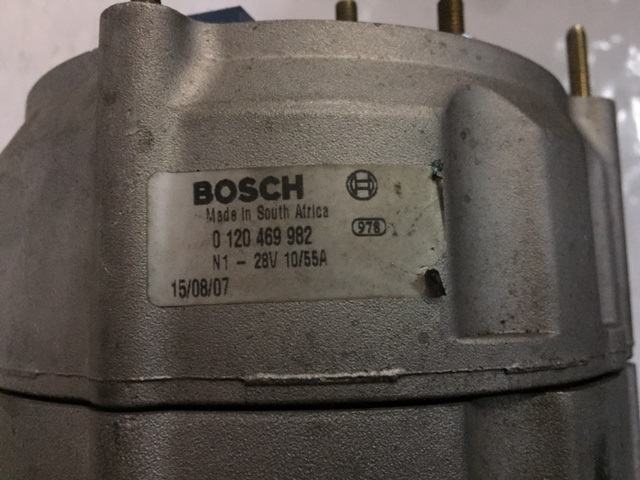 BOSCH
Made in South Africa
0 120 469 982
978
N1 - 28V 10/55A
15/08/07